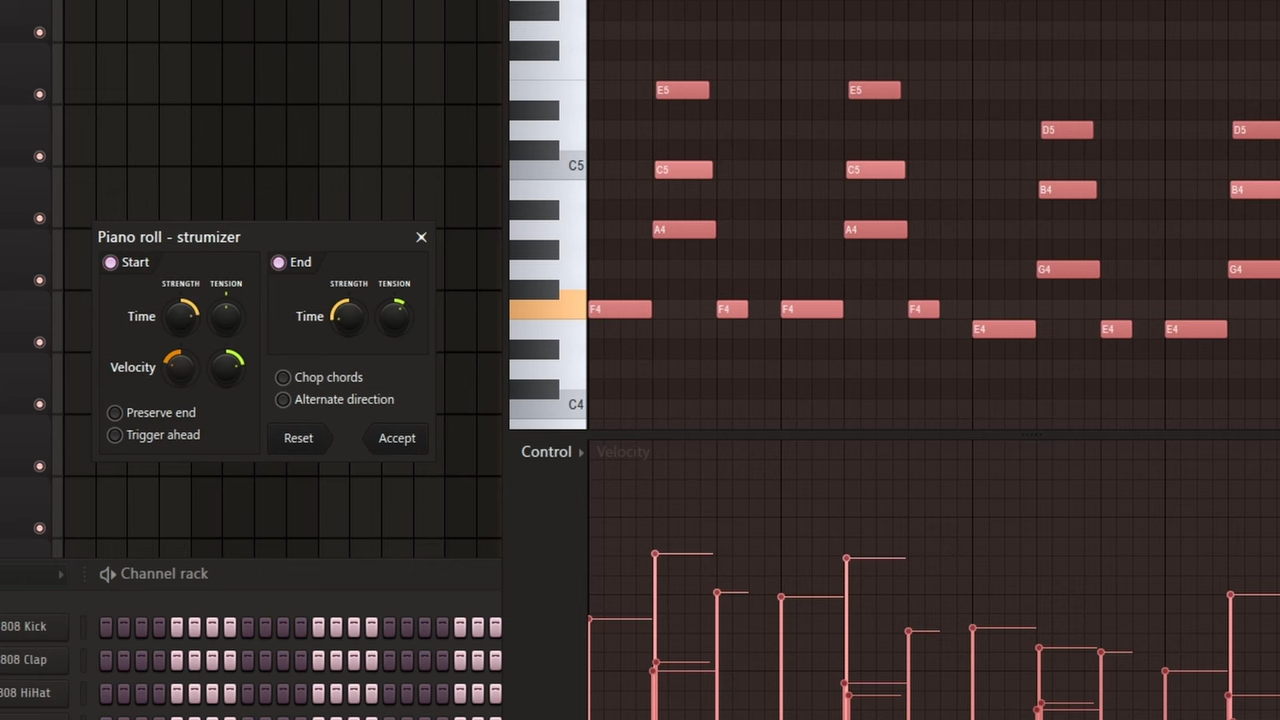 Piano roll - strumizer
Start
End
STRENGTH TENSION
STRENGTH TENSION
Time
Time
Velocity
Chop chords
Alternate direction
Preserve end
Trigger ahead
Reset
Accept
Channel rack
808 Kick
808 Clap
808 HiHat
C5
C4
E5
E5
D5
D5
C5
C5
B4
B4
A4
A4
G4
G4
F4
F4
F4
F4
E4
E4
E4
Control
Velocity